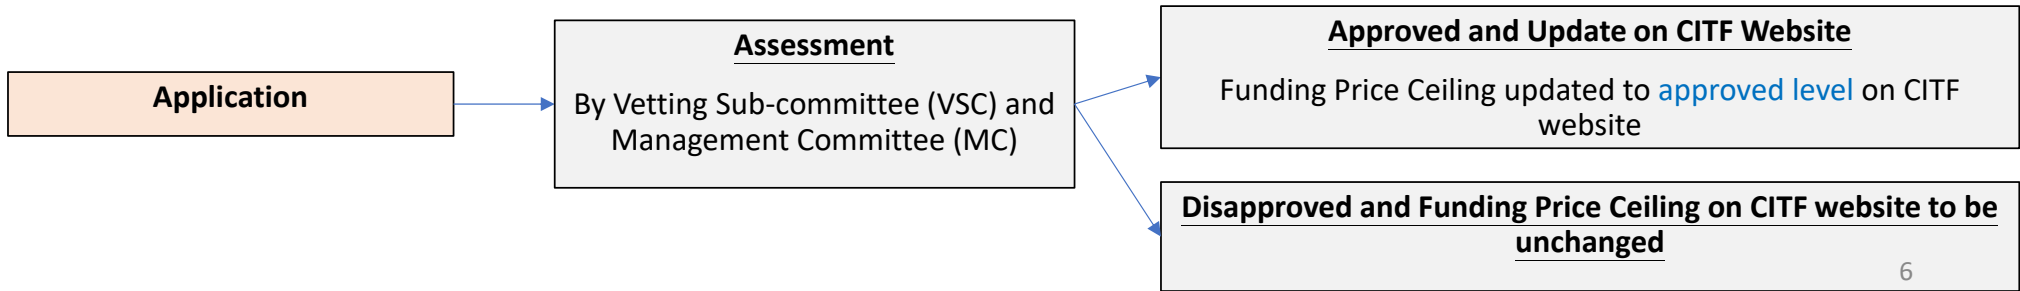 Application
Assessment
By Vetting Sub-committee (VSC) and
Management Committee (MC)
Approved and Update on CITF Website
Funding Price Ceiling updated to approved level on CITF
website
Disapproved and Funding Price Ceiling on CITF website to be
unchanged
6